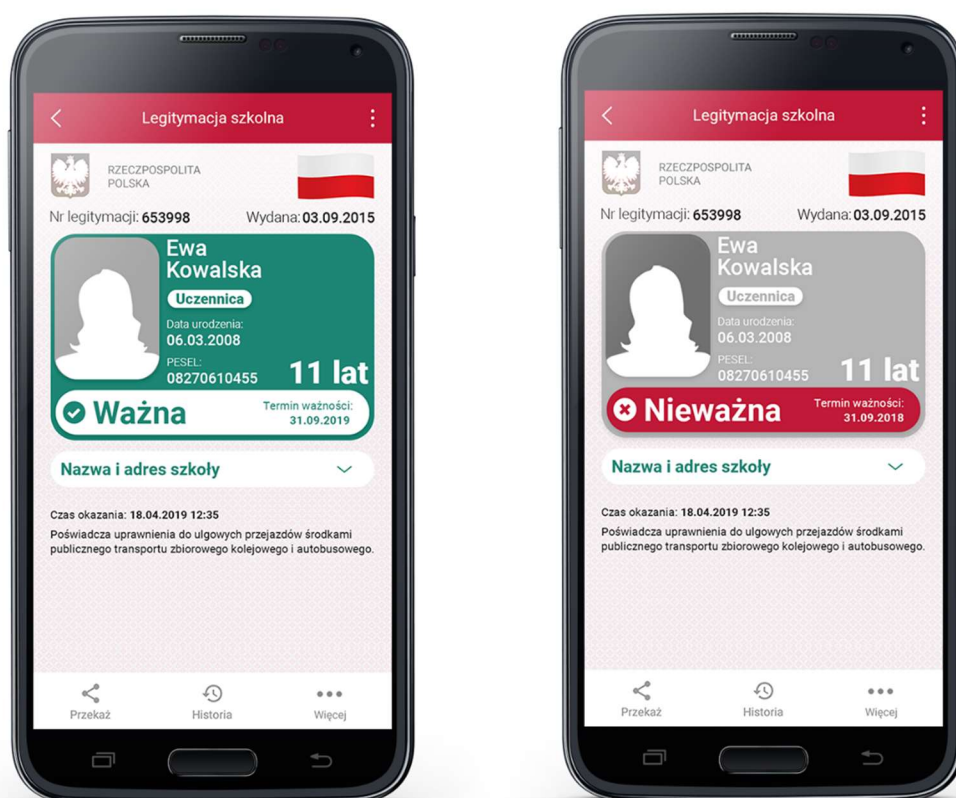 Legitymacja szkolna
RZECZPOSPOLITA
POLSKA
Nr legitymacji: 653998 Wydana: 03.09.2015
Ewa
Kowalska
Uczennica
Data urodzenia:
06.03.2008
PESEL:
08270610455
11 lat
Ważna
Termin ważności:
31.09.2019
Nazwa i adres szkoły
Czas okazania: 18.04.2019 12:35
Poświadcza uprawnienia do ulgowych przejazdów środkami
publicznego transportu zbiorowego kolejowego i autobusowego.
Przekaż Historia Więcej
Legitymacja szkolna
RZECZPOSPOLITA
POLSKA
Nr legitymacji: 653998 Wydana: 03.09.2015
Ewa
Kowalska
Uczennica
Data urodzenia:
06.03.2008
PESEL:
08270610455
11 lat
Nieważna
Termin ważności:
31.09.2018
Nazwa i adres szkoły
Czas okazania: 18.04.2019 12:35
Poświadcza uprawnienia do ulgowych przejazdów środkami
publicznego transportu zbiorowego kolejowego i autobusowego.
Przekaż Historia Więcej